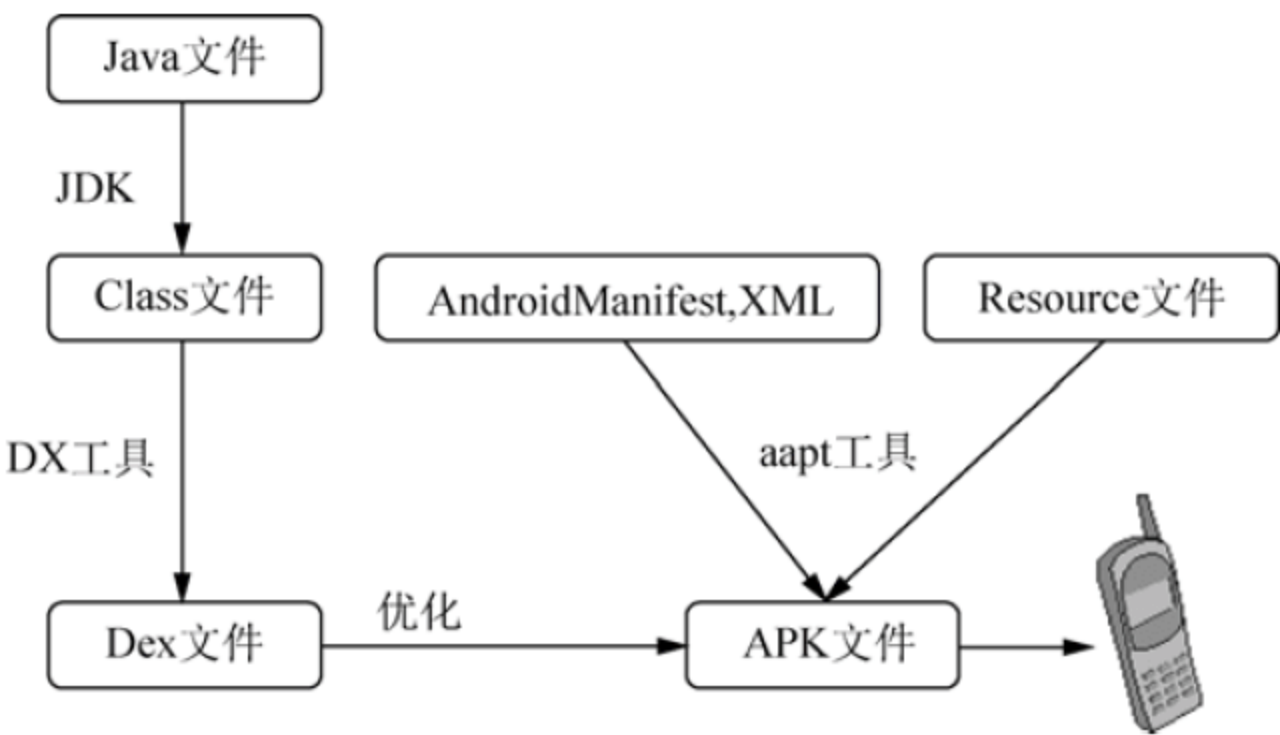 Java文件
JDK
Class文件
AndroidManifest,XML
Resource文件
DX工具
aapt工具
Dex文件
优化
APK文件